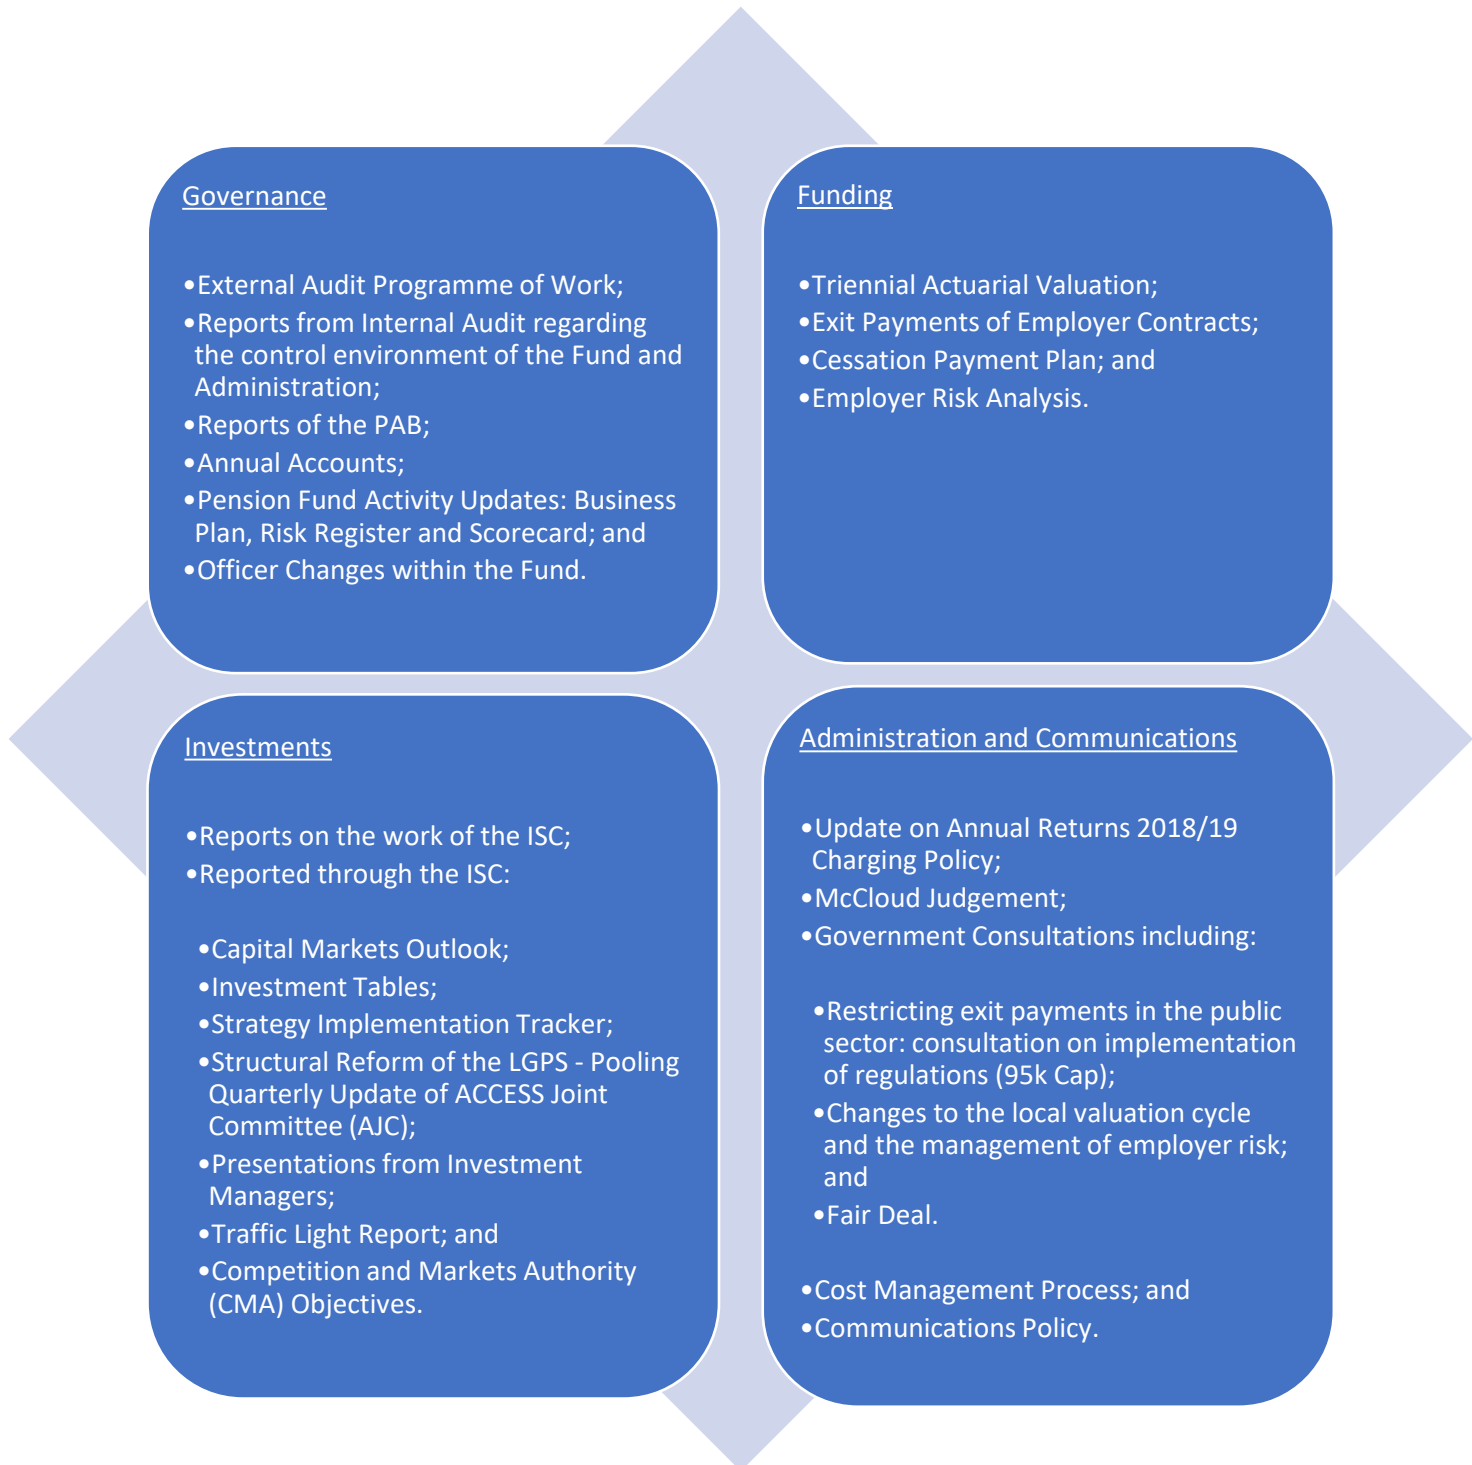 Governance
•External Audit Programme of Work;
•Reports from Internal Audit regarding
the control environment of the Fund and
Administration;
•Reports of the PAB;
•Annual Accounts;
•Pension Fund Activity Updates: Business
Plan, Risk Register and Scorecard; and
•Officer Changes within the Fund.
Funding
•Triennial Actuarial Valuation;
•Exit Payments of Employer Contracts;
•Cessation Payment Plan; and
•Employer Risk Analysis.
Investments
•Reports on the work of the ISC;
•Reported through the ISC:
•Capital Markets Outlook;
•Investment Tables;
•Strategy Implementation Tracker;
•Structural Reform of the LGPS - Pooling
Quarterly Update of ACCESS Joint
Committee (AJC);
•Presentations from Investment
Managers;
•Traffic Light Report; and
•Competition and Markets Authority
(CMA) Objectives.
Administration and Communications
•Update on Annual Returns 2018/19
Charging Policy;
•McCloud Judgement;
•Government Consultations including:
•Restricting exit payments in the public
sector: consultation on implementation
of regulations (95k Cap);
•Changes to the local valuation cycle
and the management of employer risk;
and
•Fair Deal.
•Cost Management Process; and
•Communications Policy.